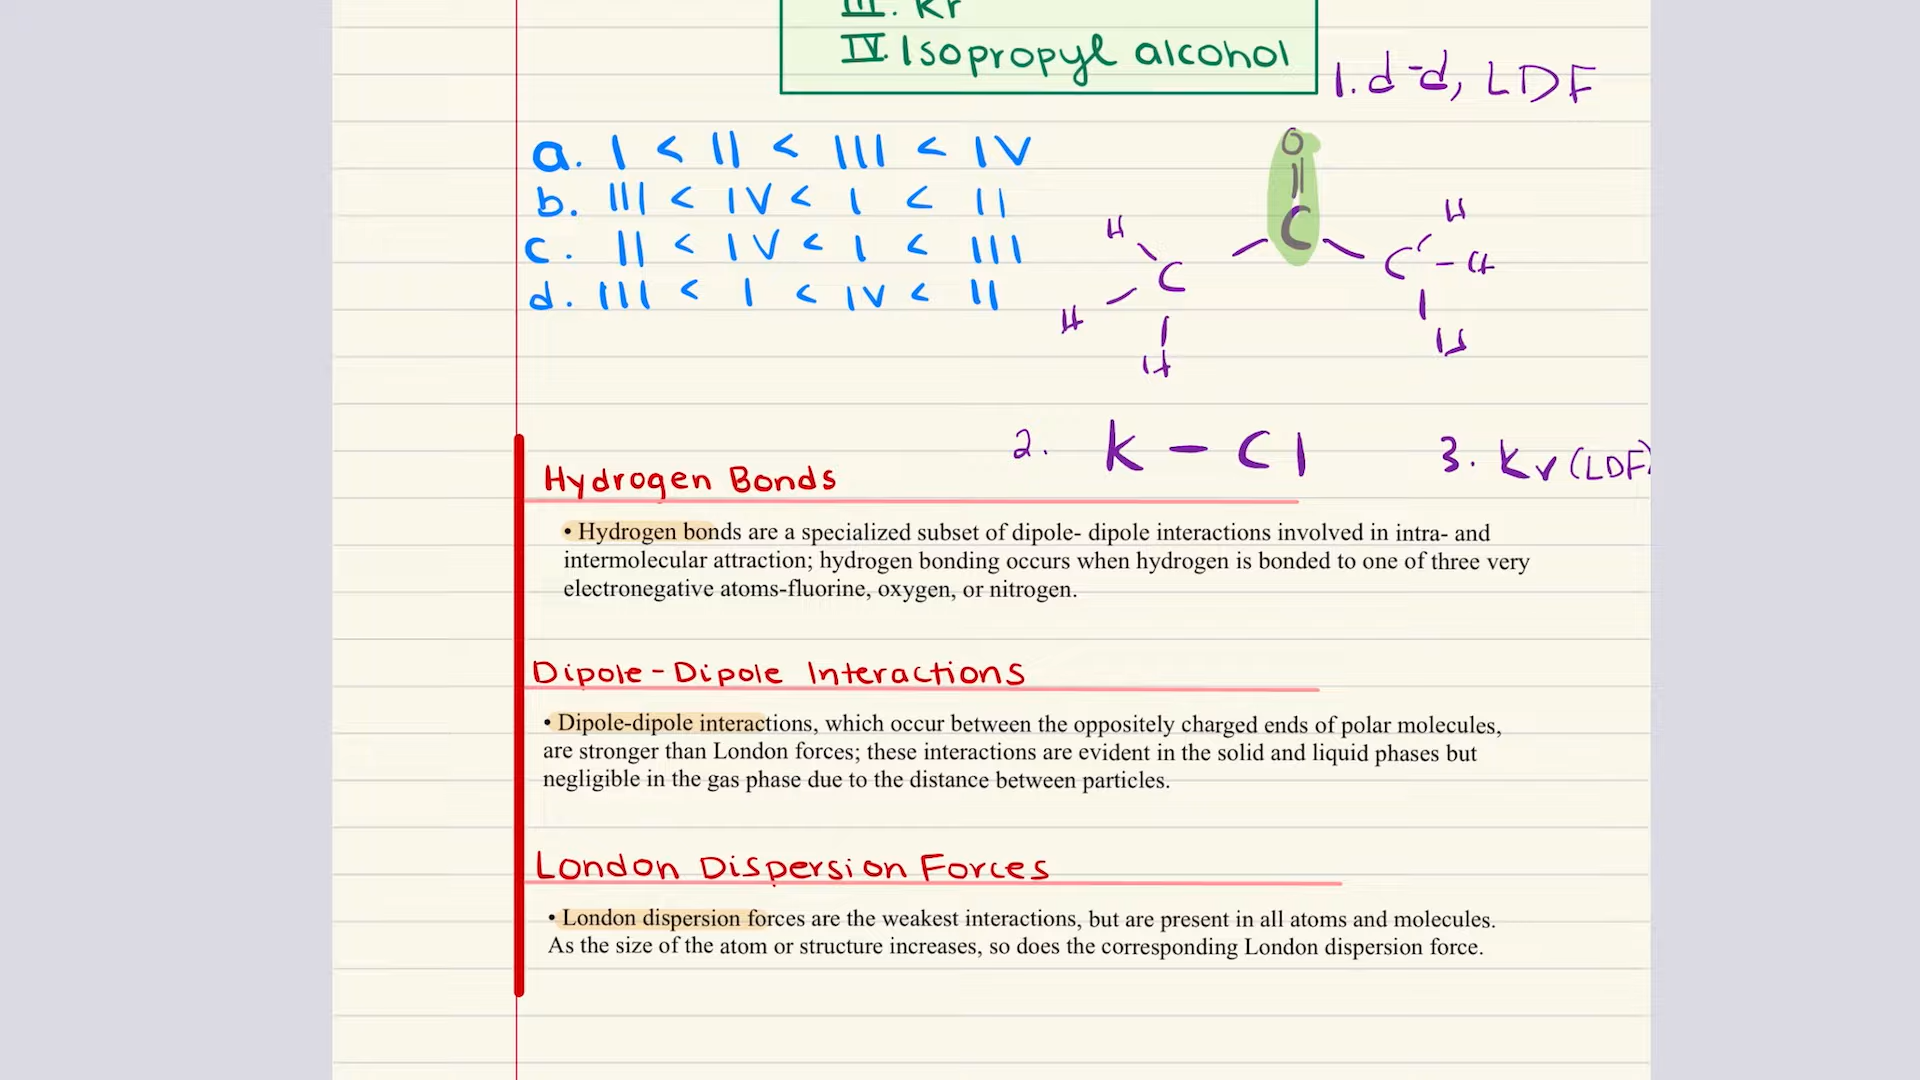 III. Kr
IV. Isopropyl alcohol
1. d-d, LDF
a. I < II < III < IV
b. III < IV < I < II
c. II < IV < I < III
d. III < I < IV < II
O
C
H
C
H
H
C
H
H
H
2. K - Cl
3. Kr (LDF)
Hydrogen Bonds
• Hydrogen bonds are a specialized subset of dipole- dipole interactions involved in intra- and
intermolecular attraction; hydrogen bonding occurs when hydrogen is bonded to one of three very
electronegative atoms-fluorine, oxygen, or nitrogen.
Dipole-Dipole Interactions
• Dipole-dipole interactions, which occur between the oppositely charged ends of polar molecules,
are stronger than London forces; these interactions are evident in the solid and liquid phases but
negligible in the gas phase due to the distance between particles.
London Dispersion Forces
• London dispersion forces are the weakest interactions, but are present in all atoms and molecules.
As the size of the atom or structure increases, so does the corresponding London dispersion force.